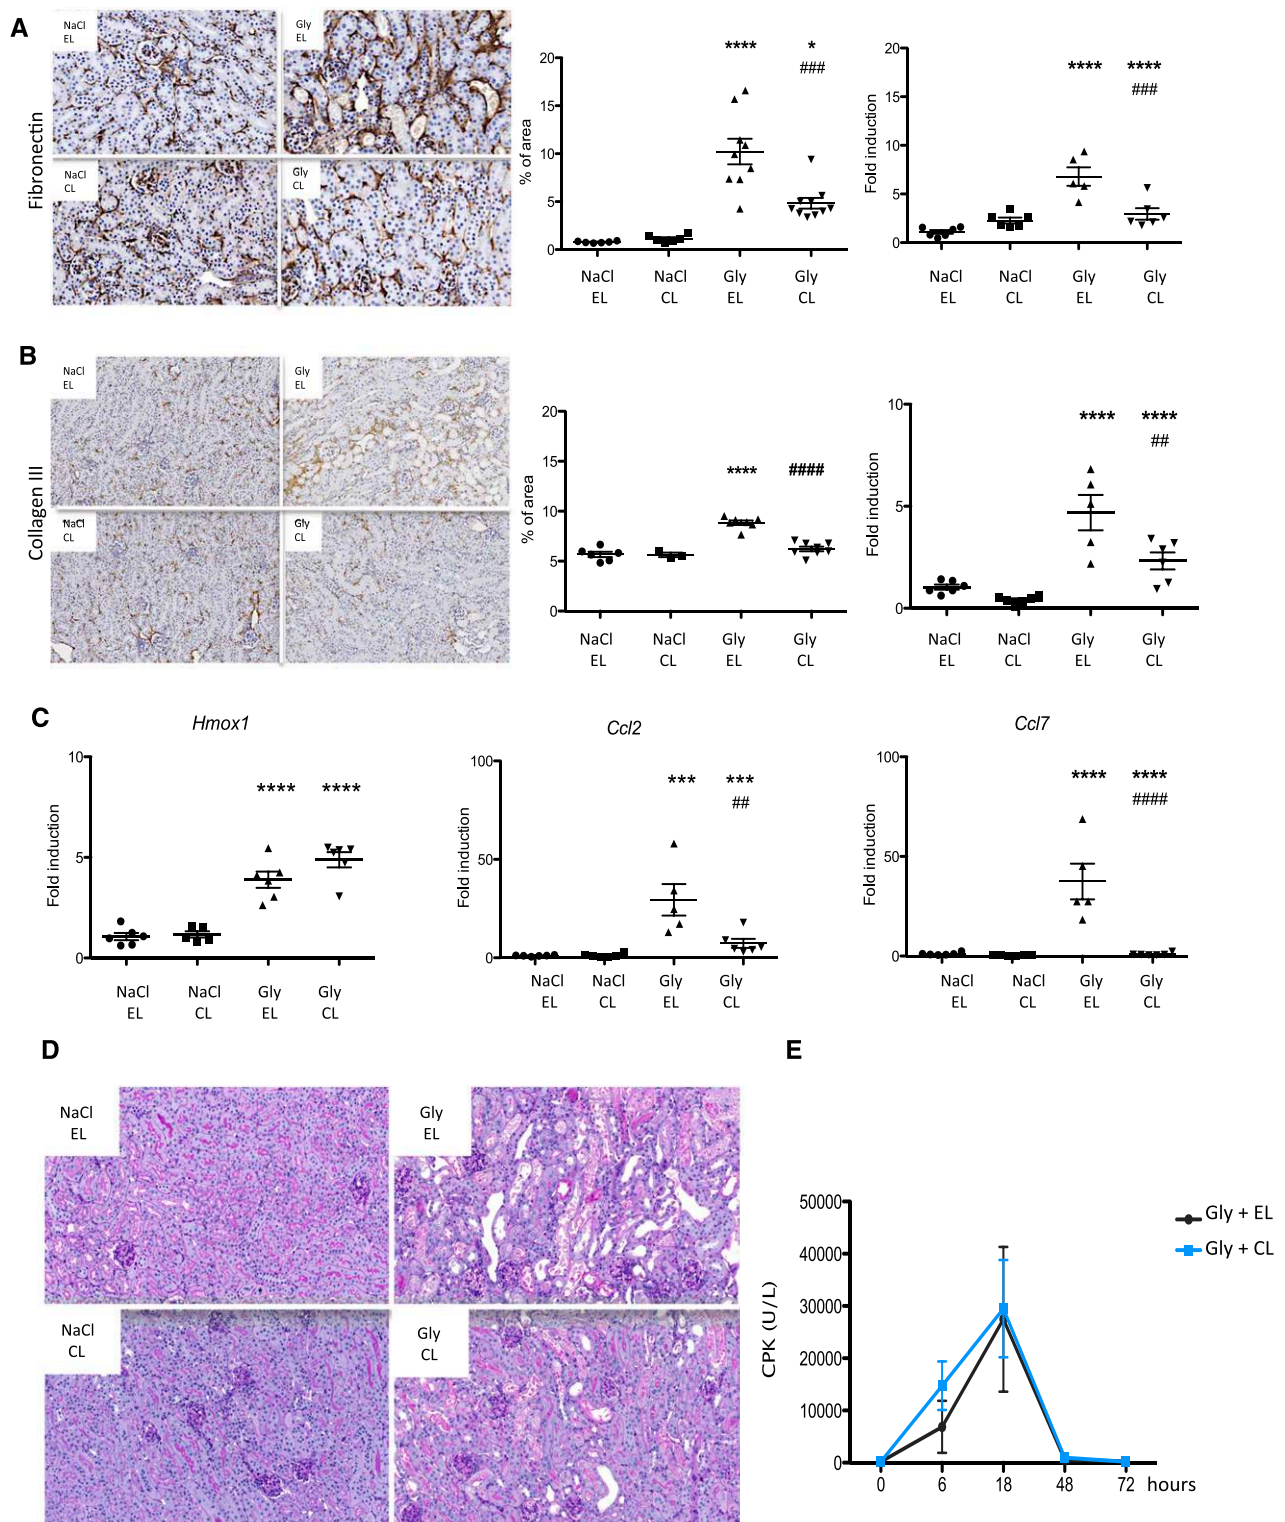 A
Fibronectin
NaCl
EL
Gly
EL
NaCl
CL
Gly
CL
% of area
20
15
10
5
0
****
*
###
NaCl
EL
NaCl
CL
Gly
EL
Gly
CL
Fold induction
20
15
10
5
0
****
****
###
NaCl
EL
NaCl
CL
Gly
EL
Gly
CL
B
Collagen III
NaCl
EL
Gly
EL
NaCl
CL
Gly
CL
% of area
20
15
10
5
0
****
####
NaCl
EL
NaCl
CL
Gly
EL
Gly
CL
Fold induction
10
5
0
****
****
##
NaCl
EL
NaCl
CL
Gly
EL
Gly
CL
C
Hmox1
Fold induction
10
5
0
****
****
NaCl
EL
NaCl
CL
Gly
EL
Gly
CL
Ccl2
Fold induction
100
50
0
***
***
##
NaCl
EL
NaCl
CL
Gly
EL
Gly
CL
Ccl7
Fold induction
100
50
0
****
****
####
NaCl
EL
NaCl
CL
Gly
EL
Gly
CL
D
NaCl
EL
Gly
EL
NaCl
CL
Gly
CL
E
CPK (U/L)
50000
40000
30000
20000
10000
0
0 6 18 48 72 hours
Gly + EL
Gly + CL